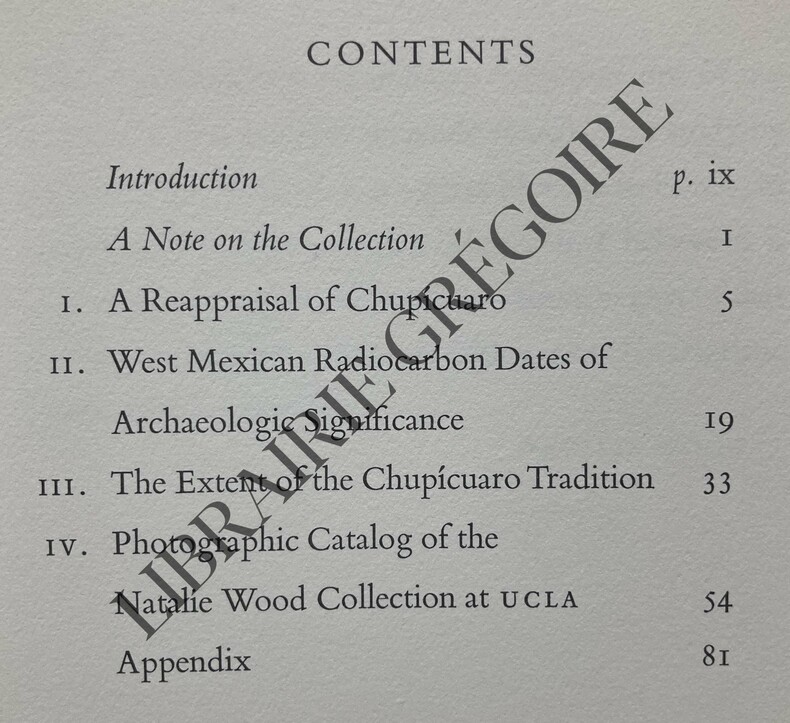 CONTENTS
Introduction p. ix
A Note on the Collection 1
I. A Reappraisal of Chupícuaro 5
II. West Mexican Radiocarbon Dates of
Archaeologic Significance 19
III. The Extent of the Chupícuaro Tradition 33
IV. Photographic Catalog of the
Natalie Wood Collection at UCLA 54
Appendix 81
LIBRAIRIE GRÉGOIRE